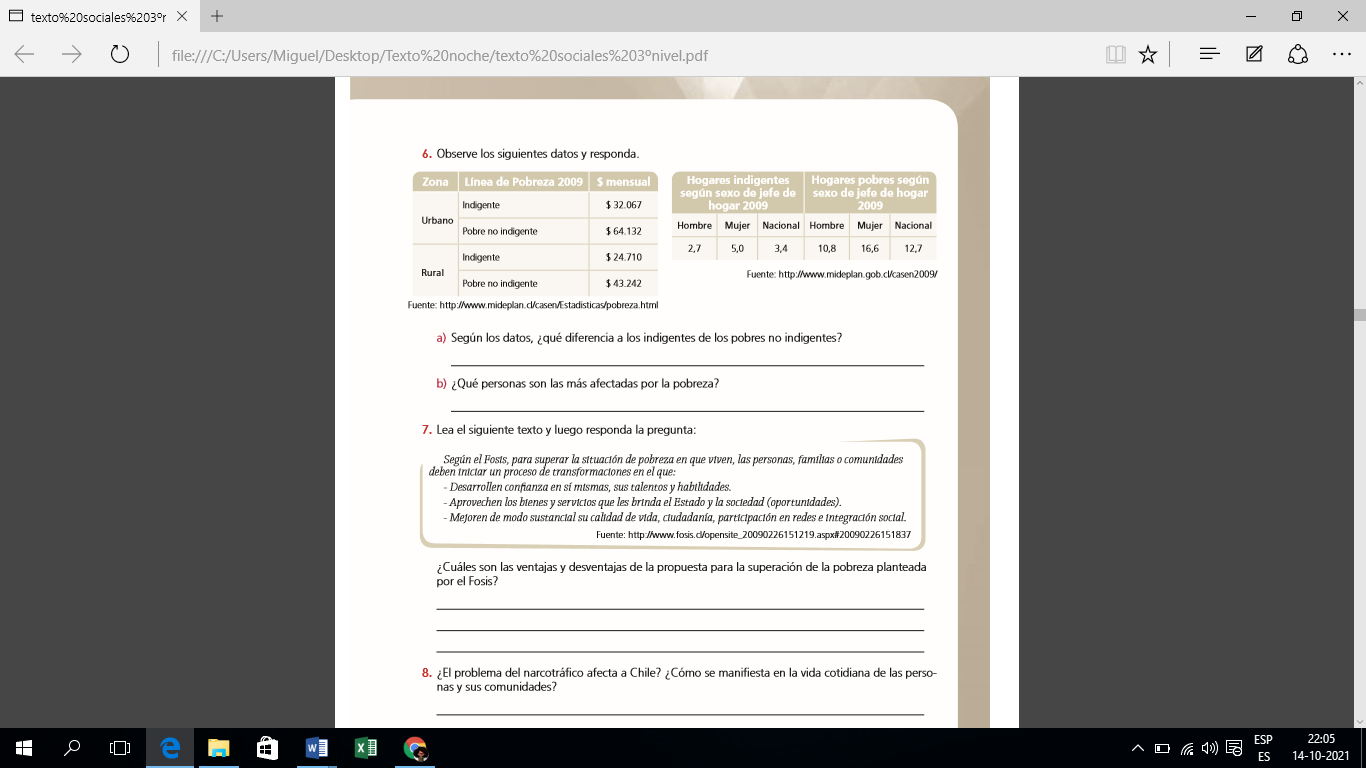 texto%20sociales%203ºr
file:///C:/Users/Miguel/Desktop/Texto%20noche/texto%20sociales%203ºnivel.pdf
6. Observe los siguientes datos y responda.
Zona Línea de Pobreza 2009 $ mensual
Urbano
Indigente $ 32.067
Pobre no indigente $ 64.132
Rural
Indigente $ 24.710
Pobre no indigente $ 43.242
Fuente: http://www.mideplan.cl/casen/Estadisticas/pobreza.html
Hogares indigentes
según sexo de jefe de
hogar 2009
Hogares pobres según
sexo de jefe de hogar
2009
Hombre Mujer Nacional Hombre Mujer Nacional
2,7 5,0 3,4 10,8 16,6 12,7
Fuente: http://www.mideplan.gob.cl/casen2009/
a) Según los datos, ¿qué diferencia a los indigentes de los pobres no indigentes?
b) ¿Qué personas son las más afectadas por la pobreza?
7. Lea el siguiente texto y luego responda la pregunta:
Según el Fosis, para superar la situación de pobreza en que viven, las personas, familias o comunidades
deben iniciar un proceso de transformaciones en el que:
- Desarrollen confianza en sí mismas, sus talentos y habilidades.
- Aprovechen los bienes y servicios que les brinda el Estado y la sociedad (oportunidades).
- Mejoren de modo sustancial su calidad de vida, ciudadanía, participación en redes e integración social.
Fuente: http://www.fosis.cl/opensite_20090226151219.aspx#20090226151837
¿Cuáles son las ventajas y desventajas de la propuesta para la superación de la pobreza planteada
por el Fosis?
8. ¿El problema del narcotráfico afecta a Chile? ¿Cómo se manifiesta en la vida cotidiana de las perso-
nas y sus comunidades?
ESP
ES
22:05
14-10-2021